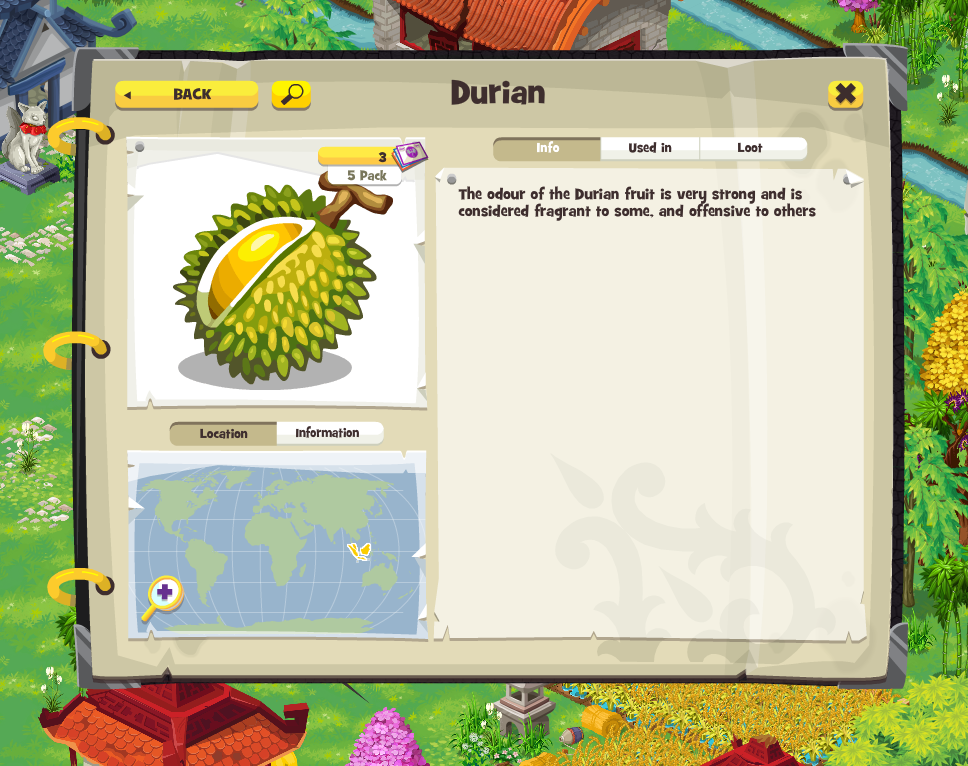 BACK
Durian
3
5 Pack
Info
Used in
Loot
The odour of the Durian fruit is very strong and is
considered fragrant to some, and offensive to others
Location
Information